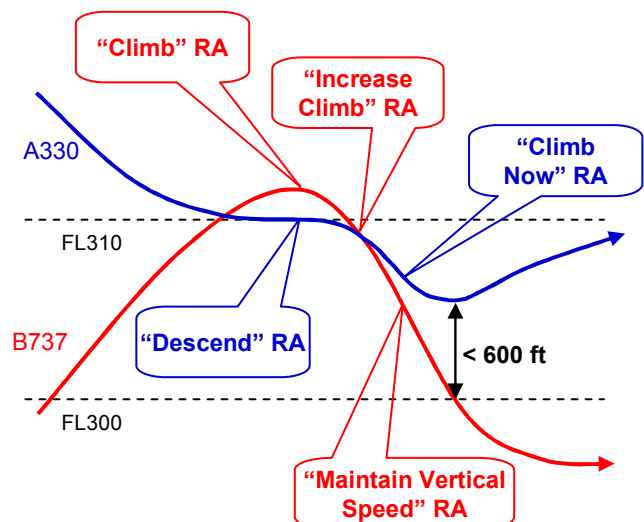 “Climb” RA
“Increase
Climb” RA
A330
“Climb
Now” RA
FL310
“Descend” RA
B737
< 600 ft
FL300
“Maintain Vertical
Speed” RA